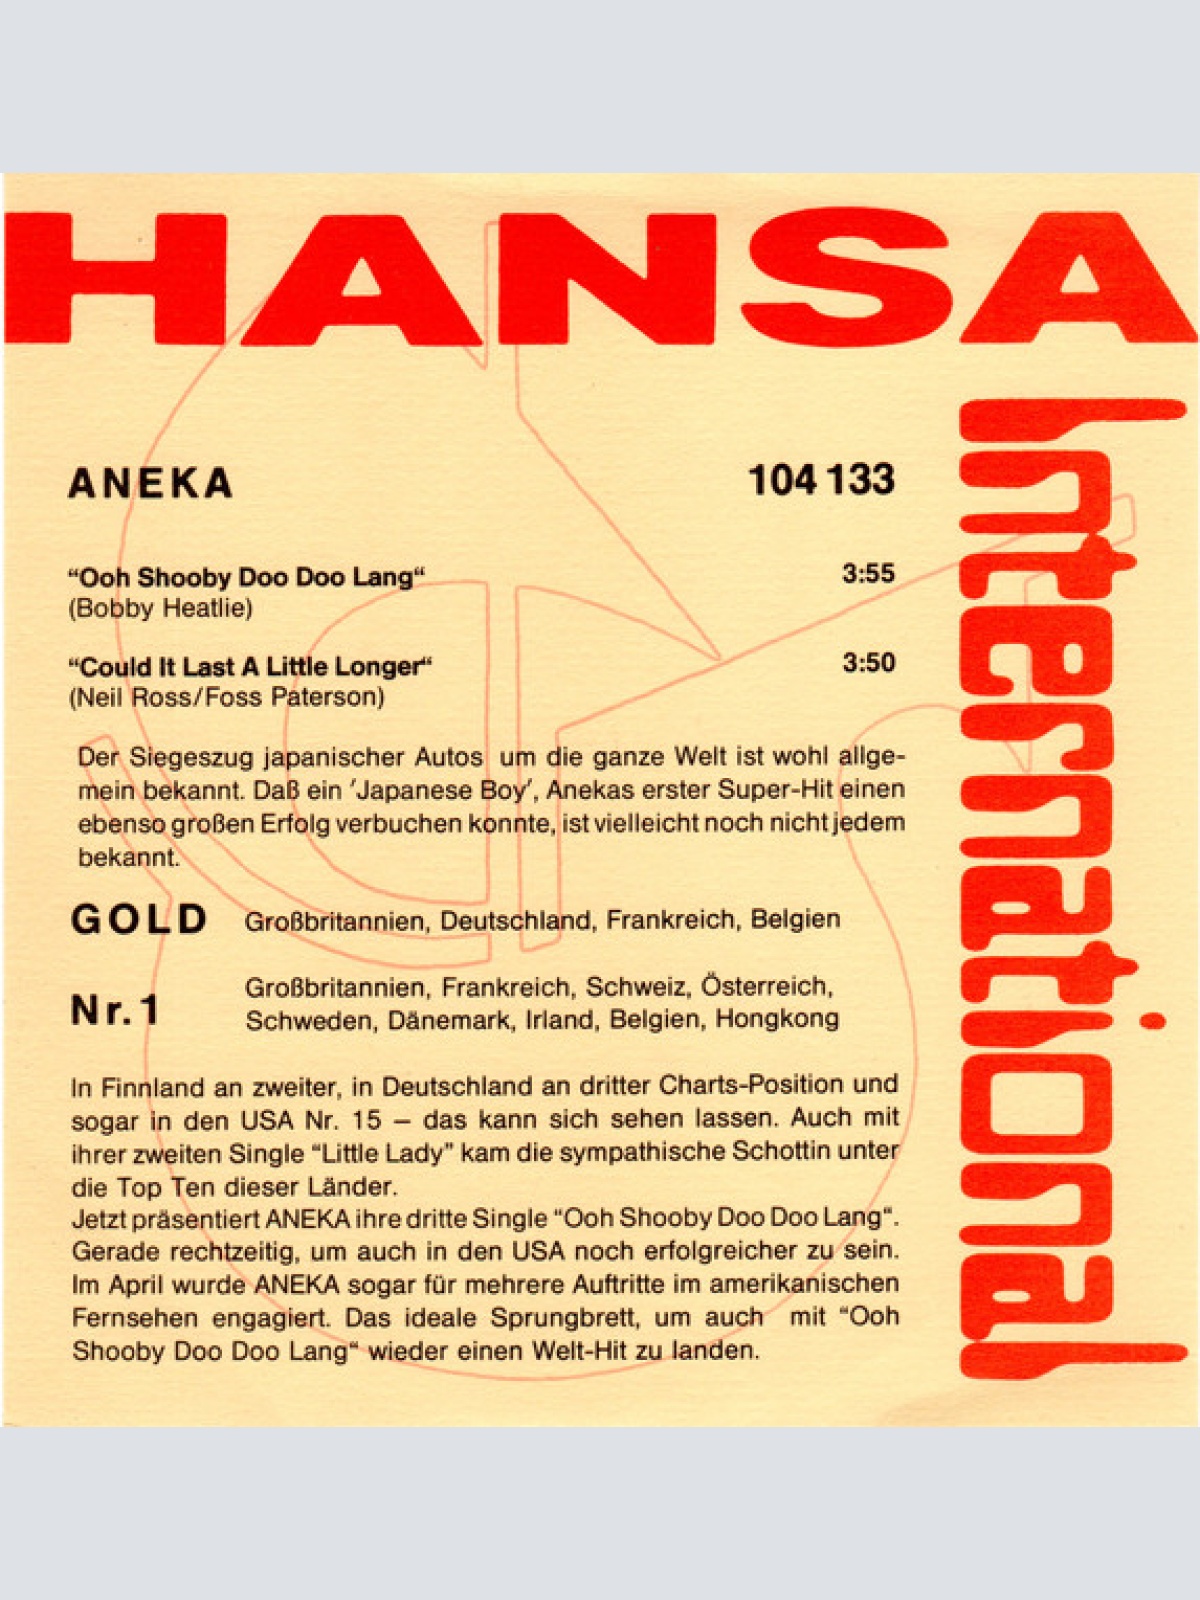 HANSA
International
ANEKA 104 133
“Ooh Shooby Doo Doo Lang“ 3:55
(Bobby Heatlie)
“Could It Last A Little Longer“ 3:50
(Neil Ross/Foss Paterson)
Der Siegeszug japanischer Autos um die ganze Welt ist wohl allge-
mein bekannt. Daß ein 'Japanese Boy', Anekas erster Super-Hit einen
ebenso großen Erfolg verbuchen konnte, ist vielleicht noch nicht jedem
bekannt.
GOLD Großbritannien, Deutschland, Frankreich, Belgien
Nr. 1 Großbritannien, Frankreich, Schweiz, Österreich,
Schweden, Dänemark, Irland, Belgien, Hongkong
In Finnland an zweiter, in Deutschland an dritter Charts-Position und
sogar in den USA Nr. 15 – das kann sich sehen lassen. Auch mit
ihrer zweiten Single “Little Lady” kam die sympathische Schottin unter
die Top Ten dieser Länder.
Jetzt präsentiert ANEKA ihre dritte Single “Ooh Shooby Doo Doo Lang“.
Gerade rechtzeitig, um auch in den USA noch erfolgreicher zu sein.
Im April wurde ANEKA sogar für mehrere Auftritte im amerikanischen
Fernsehen engagiert. Das ideale Sprungbrett, um auch mit “Ooh
Shooby Doo Doo Lang“ wieder einen Welt-Hit zu landen.